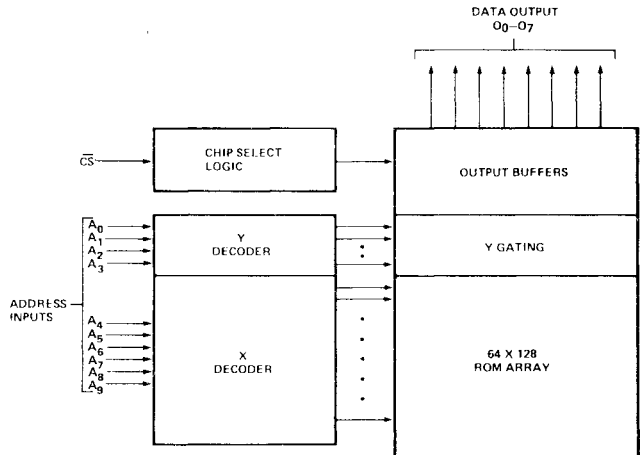 DATA OUTPUT
O0–O7
CS
CHIP SELECT
LOGIC
OUTPUT BUFFERS
A0
A1
A2
A3
Y
DECODER
Y GATING
ADDRESS
INPUTS
A4
A5
A6
A7
A8
A9
X
DECODER
64 X 128
ROM ARRAY